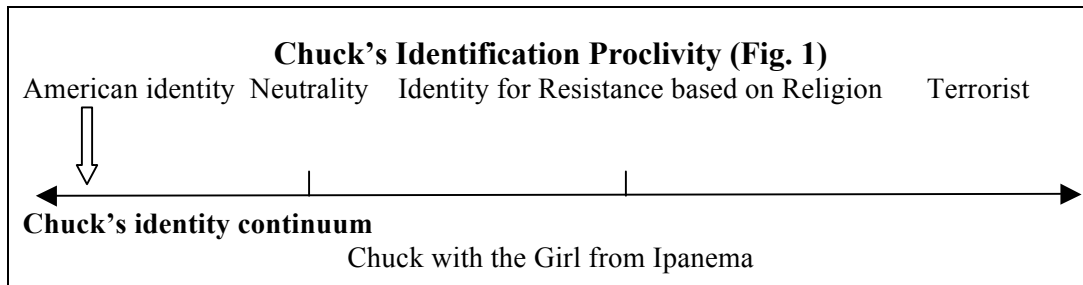 Chuck’s Identification Proclivity (Fig. 1)
American identity Neutrality Identity for Resistance based on Religion Terrorist
Chuck’s identity continuum
Chuck with the Girl from Ipanema